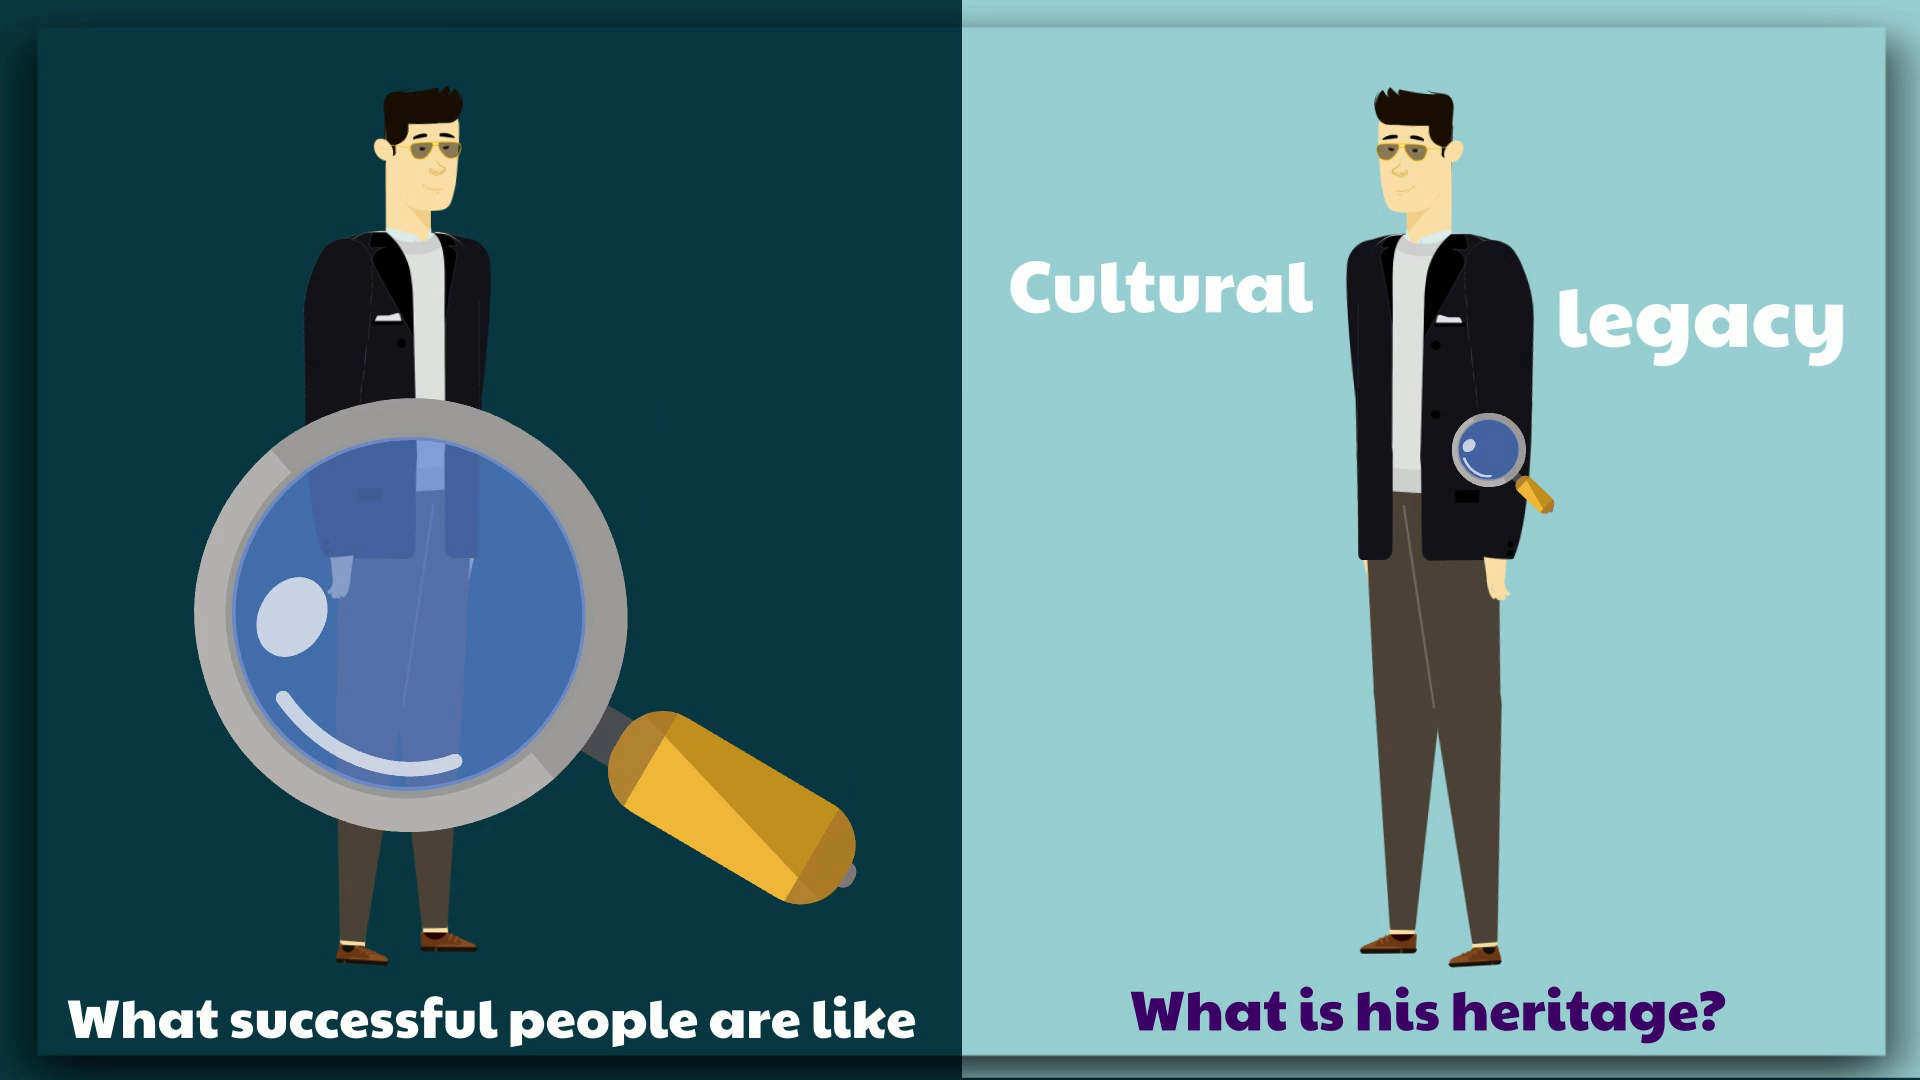 What successful people are like
Cultural
legacy
What is his heritage?